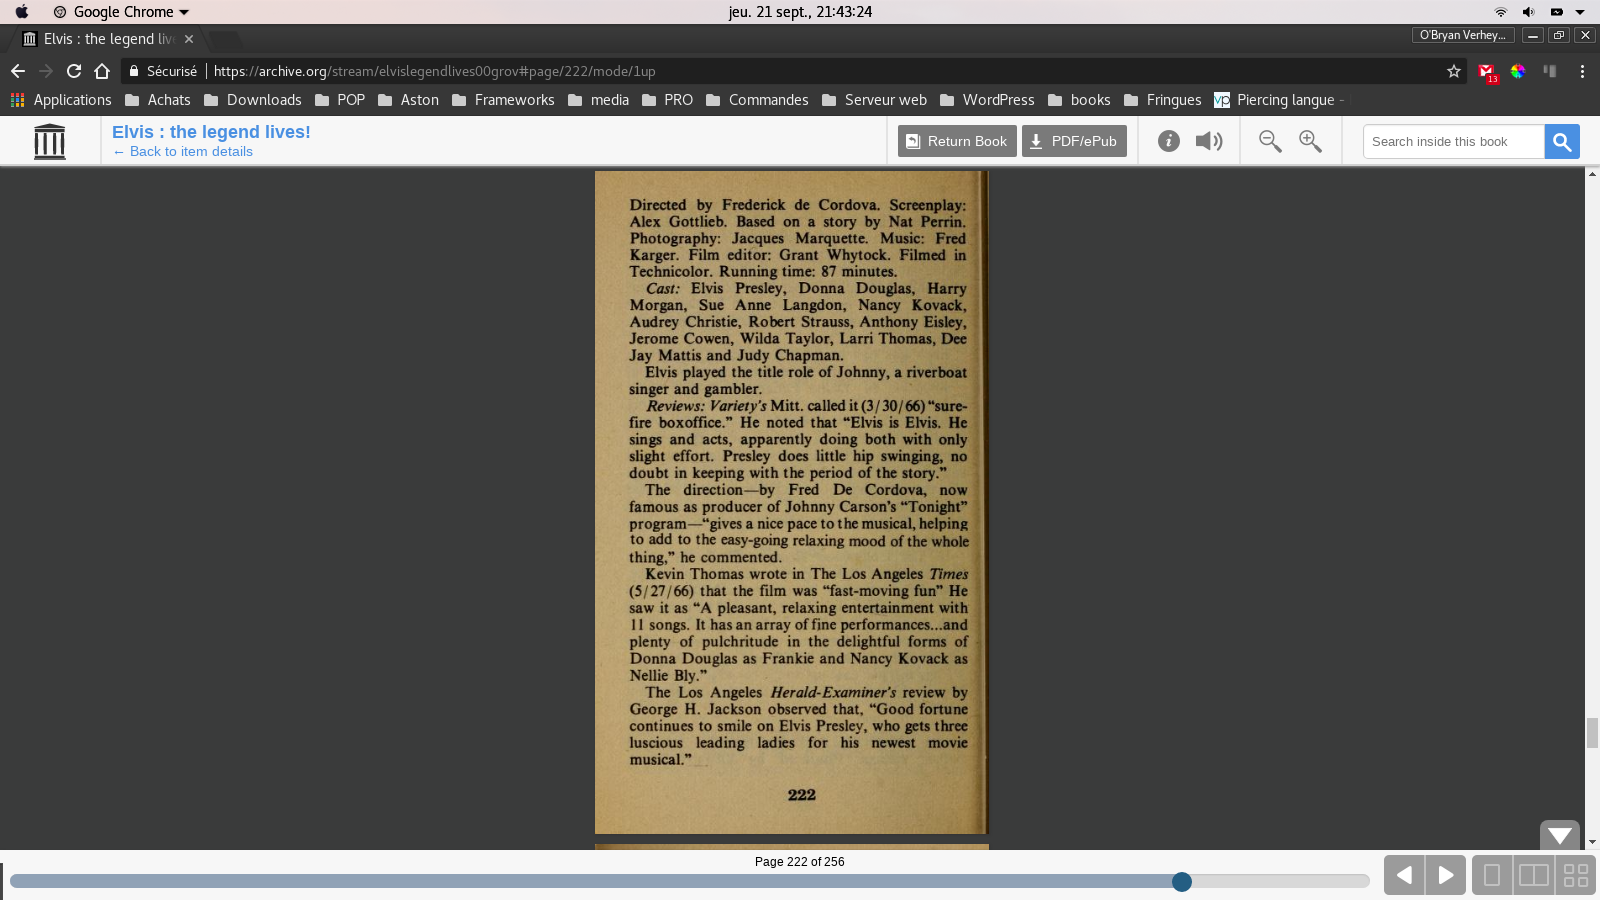 Google Chrome
jeu. 21 sept., 21:43:24
Elvis : the legend live
O'Bryan Verhey...
Sécurisé
https://archive.org/stream/elvislegendlives00grov#page/222/mode/1up
13
Applications
Achats
Downloads
POP
Aston
Frameworks
media
PRO
Commandes
Serveur web
WordPress
books
Fringues
vp
Piercing langue -
Elvis : the legend lives!
← Back to item details
Return Book
PDF/ePub
Search inside this book
Directed by Frederick de Cordova. Screenplay:
Alex Gottlieb. Based on a story by Nat Perrin.
Photography: Jacques Marquette. Music: Fred
Karger. Film editor: Grant Whytock. Filmed in
Technicolor. Running time: 87 minutes.
Cast: Elvis Presley, Donna Douglas, Harry
Morgan, Sue Anne Langdon, Nancy Kovack,
Audrey Christie, Robert Strauss, Anthony Eisley,
Jerome Cowen, Wilda Taylor, Larri Thomas, Dee
Jay Mattis and Judy Chapman.
Elvis played the title role of Johnny, a riverboat
singer and gambler.
Reviews: Variety's Mitt. called it (3/30/66) "sure-
fire boxoffice." He noted that "Elvis is Elvis. He
sings and acts, apparently doing both with only
slight effort. Presley does little hip swinging, no
doubt in keeping with the period of the story."
The direction—by Fred De Cordova, now
famous as producer of Johnny Carson's "Tonight"
program—"gives a nice pace to the musical, helping
to add to the easy-going relaxing mood of the whole
thing," he commented.
Kevin Thomas wrote in The Los Angeles Times
(5/27/66) that the film was "fast-moving fun" He
saw it as "A pleasant, relaxing entertainment with
11 songs. It has an array of fine performances...and
plenty of pulchritude in the delightful forms of
Donna Douglas as Frankie and Nancy Kovack as
Nellie Bly."
The Los Angeles Herald-Examiner's review by
George H. Jackson observed that, "Good fortune
continues to smile on Elvis Presley, who gets three
luscious leading ladies for his newest movie
musical."
222
Page 222 of 256